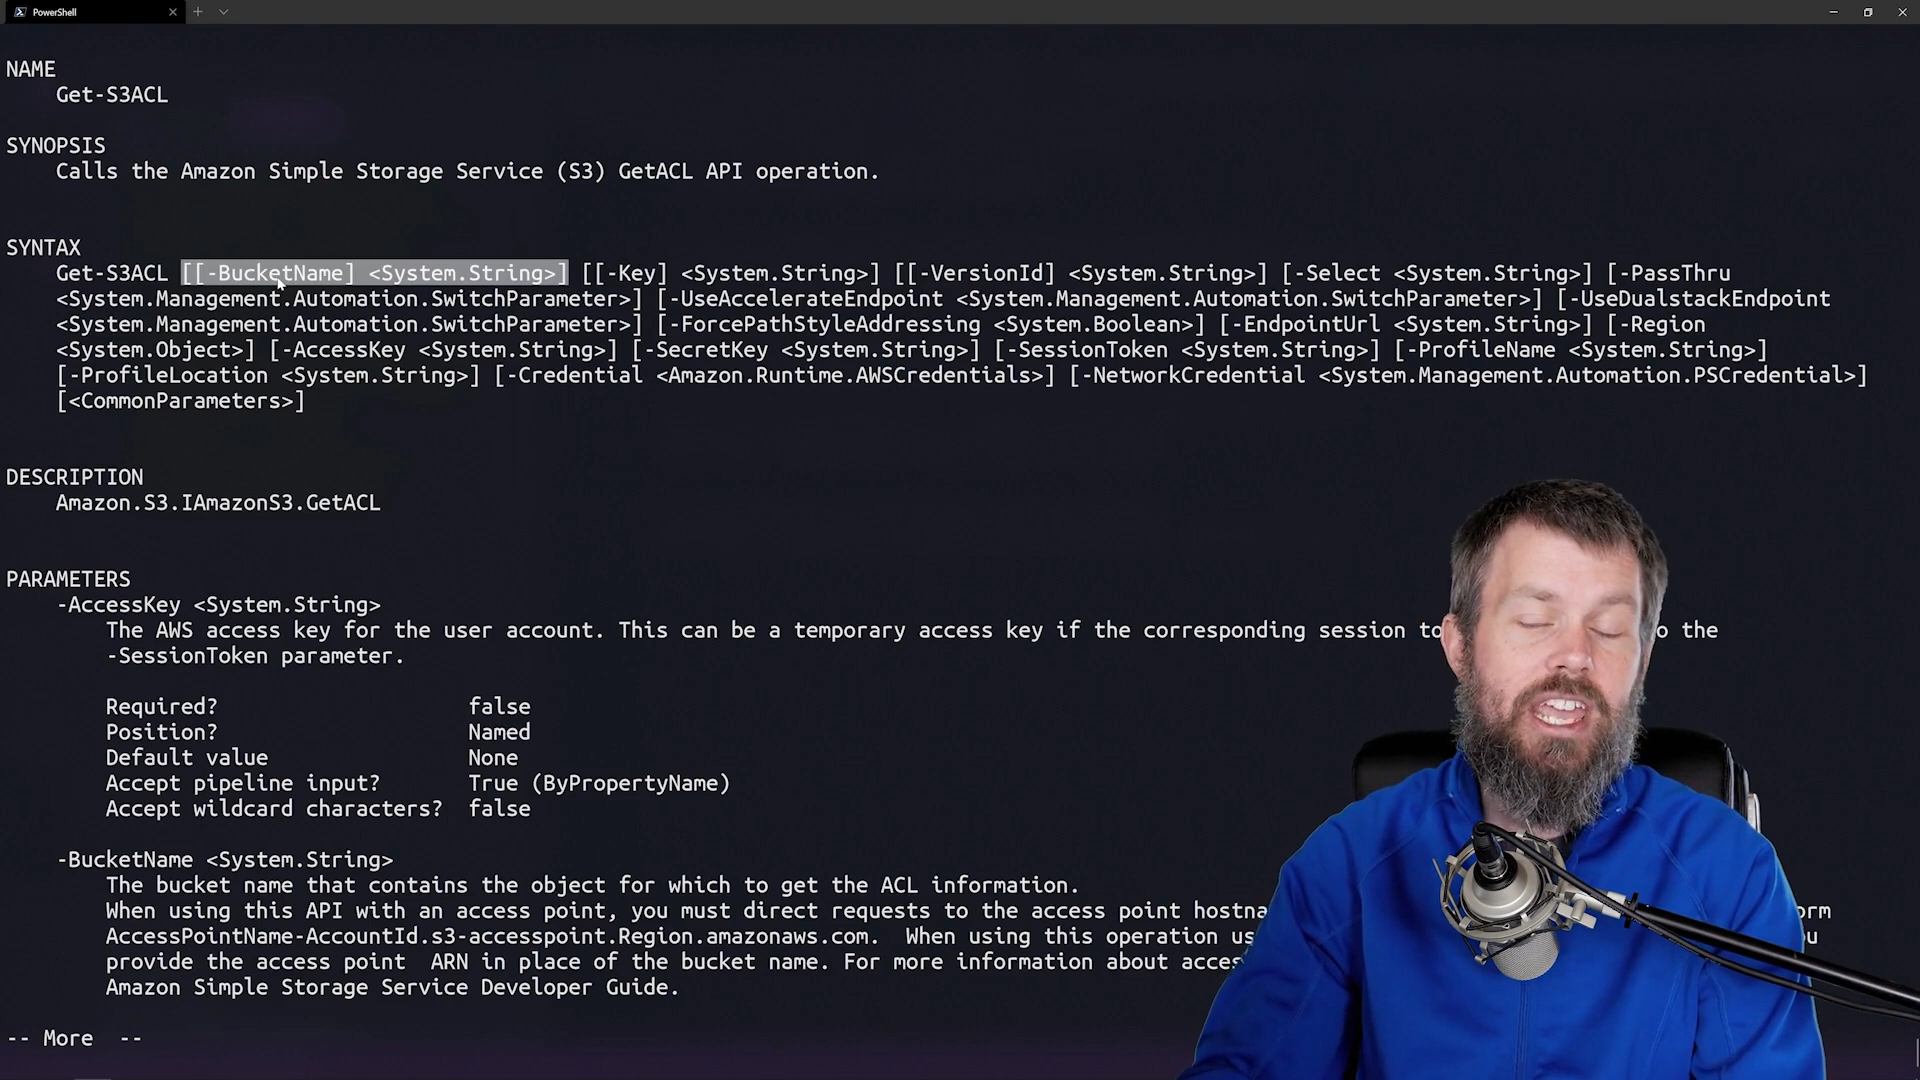 PowerShell
NAME
Get-S3ACL
SYNOPSIS
Calls the Amazon Simple Storage Service (S3) GetACL API operation.
SYNTAX
Get-S3ACL [[-BucketName] <System.String>] [[-Key] <System.String>] [[-VersionId] <System.String>] [-Select <System.String>] [-PassThru
<System.Management.Automation.SwitchParameter>] [-UseAccelerateEndpoint <System.Management.Automation.SwitchParameter>] [-UseDualstackEndpoint
<System.Management.Automation.SwitchParameter>] [-ForcePathStyleAddressing <System.Boolean>] [-EndpointUrl <System.String>] [-Region
<System.Object>] [-AccessKey <System.String>] [-SecretKey <System.String>] [-SessionToken <System.String>] [-ProfileName <System.String>]
[-ProfileLocation <System.String>] [-Credential <Amazon.Runtime.AWSCredentials>] [-NetworkCredential <System.Management.Automation.PSCredential>]
[<CommonParameters>]
DESCRIPTION
Amazon.S3.IAmazonS3.GetACL
PARAMETERS
-AccessKey <System.String>
The AWS access key for the user account. This can be a temporary access key if the corresponding session to the
-SessionToken parameter.
Required? false
Position? Named
Default value None
Accept pipeline input? True (ByPropertyName)
Accept wildcard characters? false
-BucketName <System.String>
The bucket name that contains the object for which to get the ACL information.
When using this API with an access point, you must direct requests to the access point
AccessPointName-AccountId.s3-accesspoint.Region.amazonaws.com. When using this operation
provide the access point ARN in place of the bucket name. For more information about
Amazon Simple Storage Service Developer Guide.
-- More --